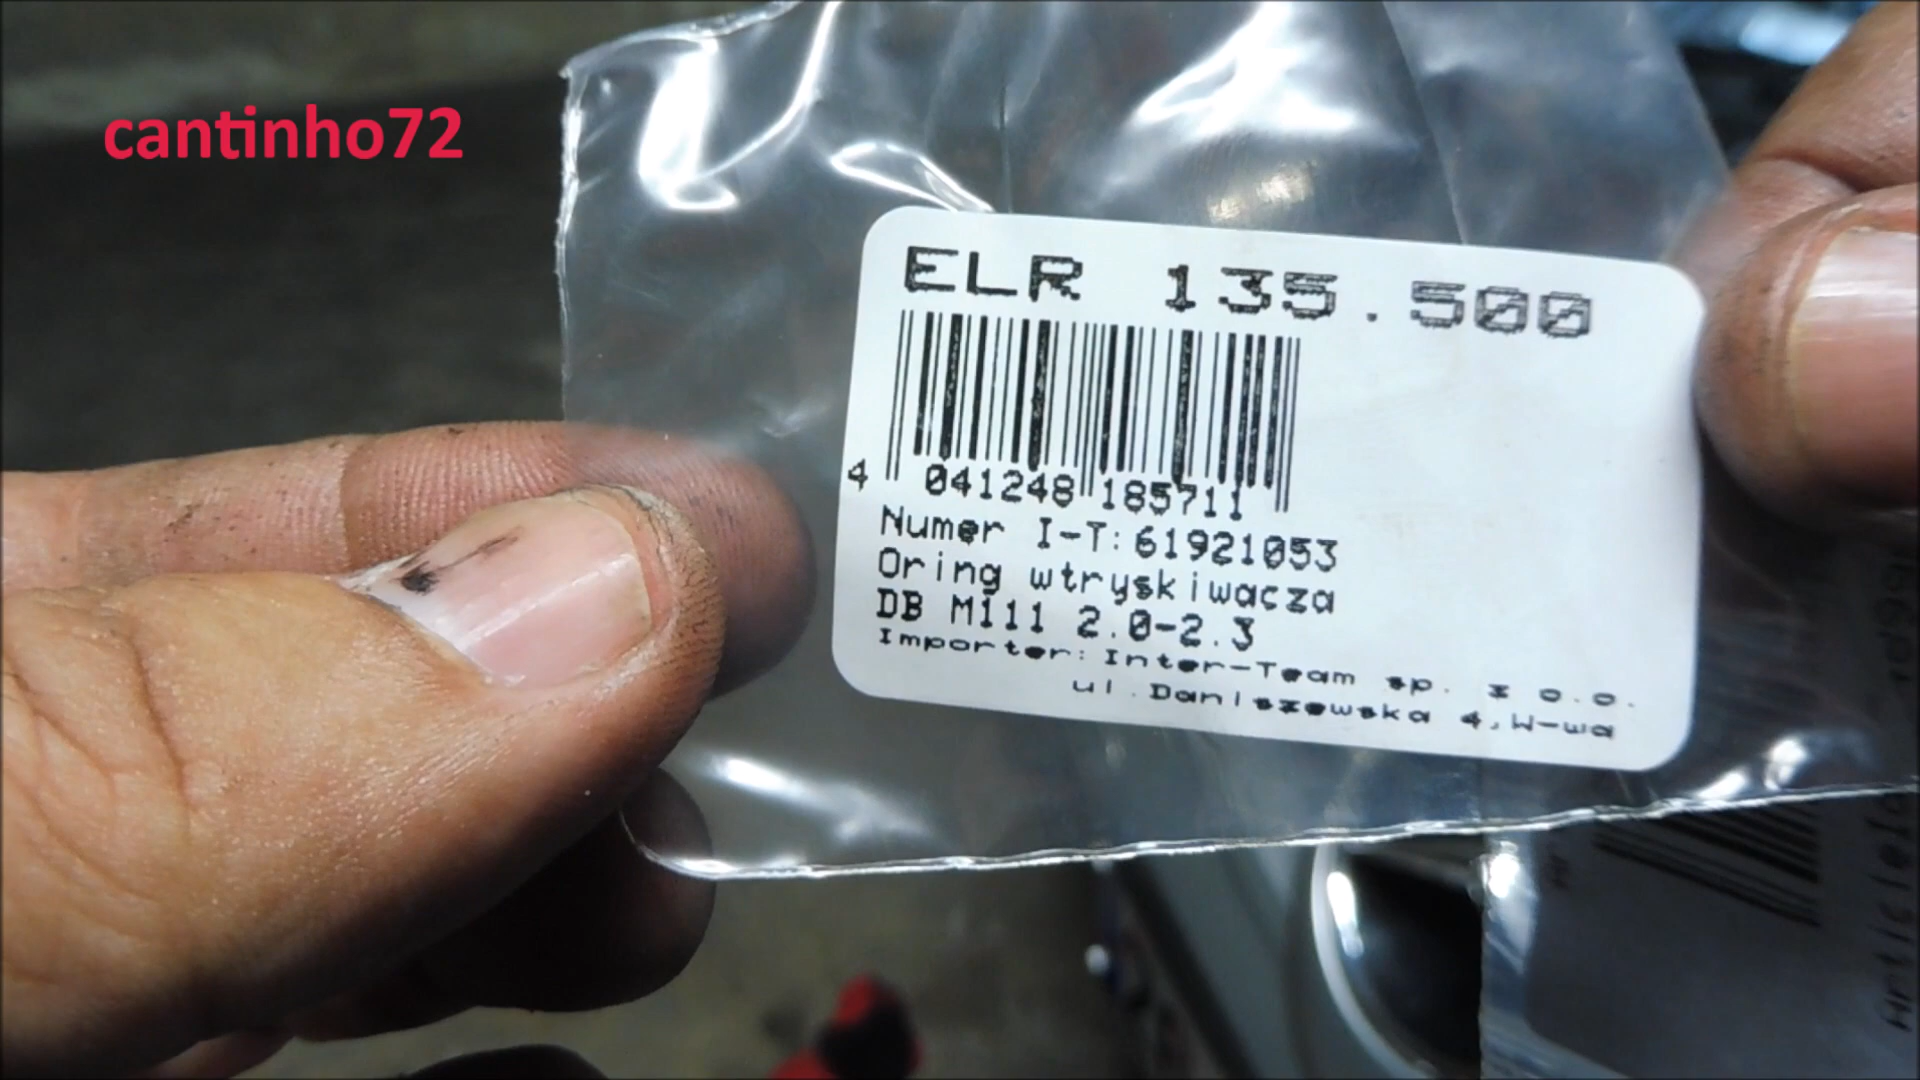 cantinho72
ELR 135.500
4 041248 185711
Numer I-T:61921053
Oring wtryskiwacza
DB M111 2.0-2.3
Importer: Inter-Team sp. z o.o.
ul.Daniszewska 4,W-wa